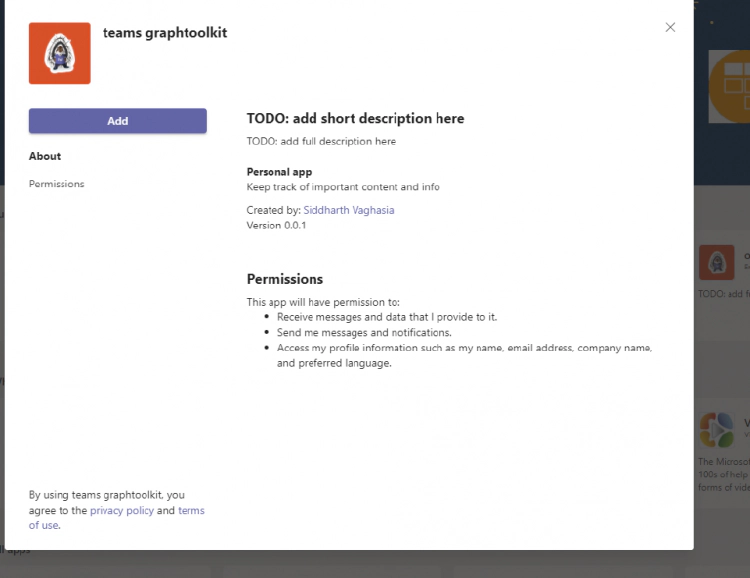 teams graphtoolkit
Add
About
Permissions
TODO: add short description here
TODO: add full description here
Personal app
Keep track of important content and info
Created by: Siddharth Vaghasia
Version 0.0.1
Permissions
This app will have permission to:
• Receive messages and data that I provide to it.
• Send me messages and notifications.
• Access my profile information such as my name, email address, company name,
and preferred language.
By using teams graphtoolkit, you
agree to the privacy policy and terms
of use.
TODO: add
The Microsof
100s of help
forms of vide
apps